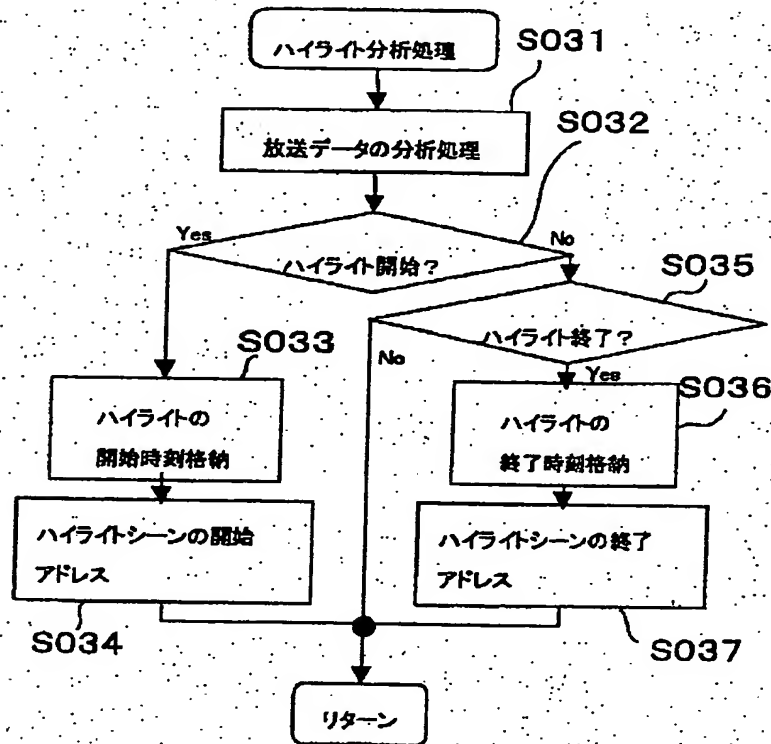 ハイライト分析処理
S031
放送データの分析処理
S032
Yes
ハイライト開始?
No
S035
ハイライト終了?
No
Yes
S033
ハイライトの
開始時刻格納
S036
ハイライトの
終了時刻格納
ハイライトシーンの開始
アドレス
S034
ハイライトシーンの終了
アドレス
S037
リターン